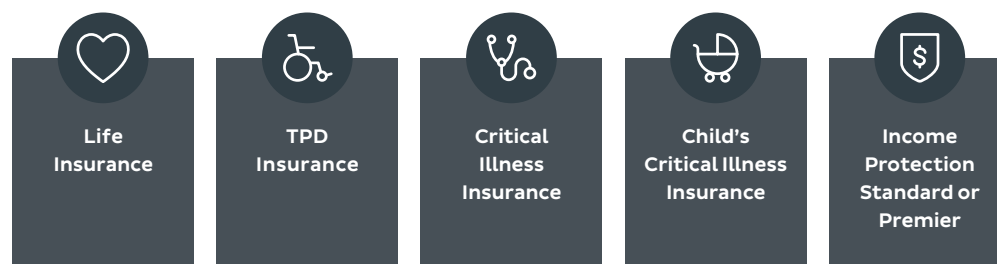 Life
Insurance
TPD
Insurance
Critical
Illness
Insurance
Child's
Critical Illness
Insurance
$
Income
Protection
Standard or
Premier